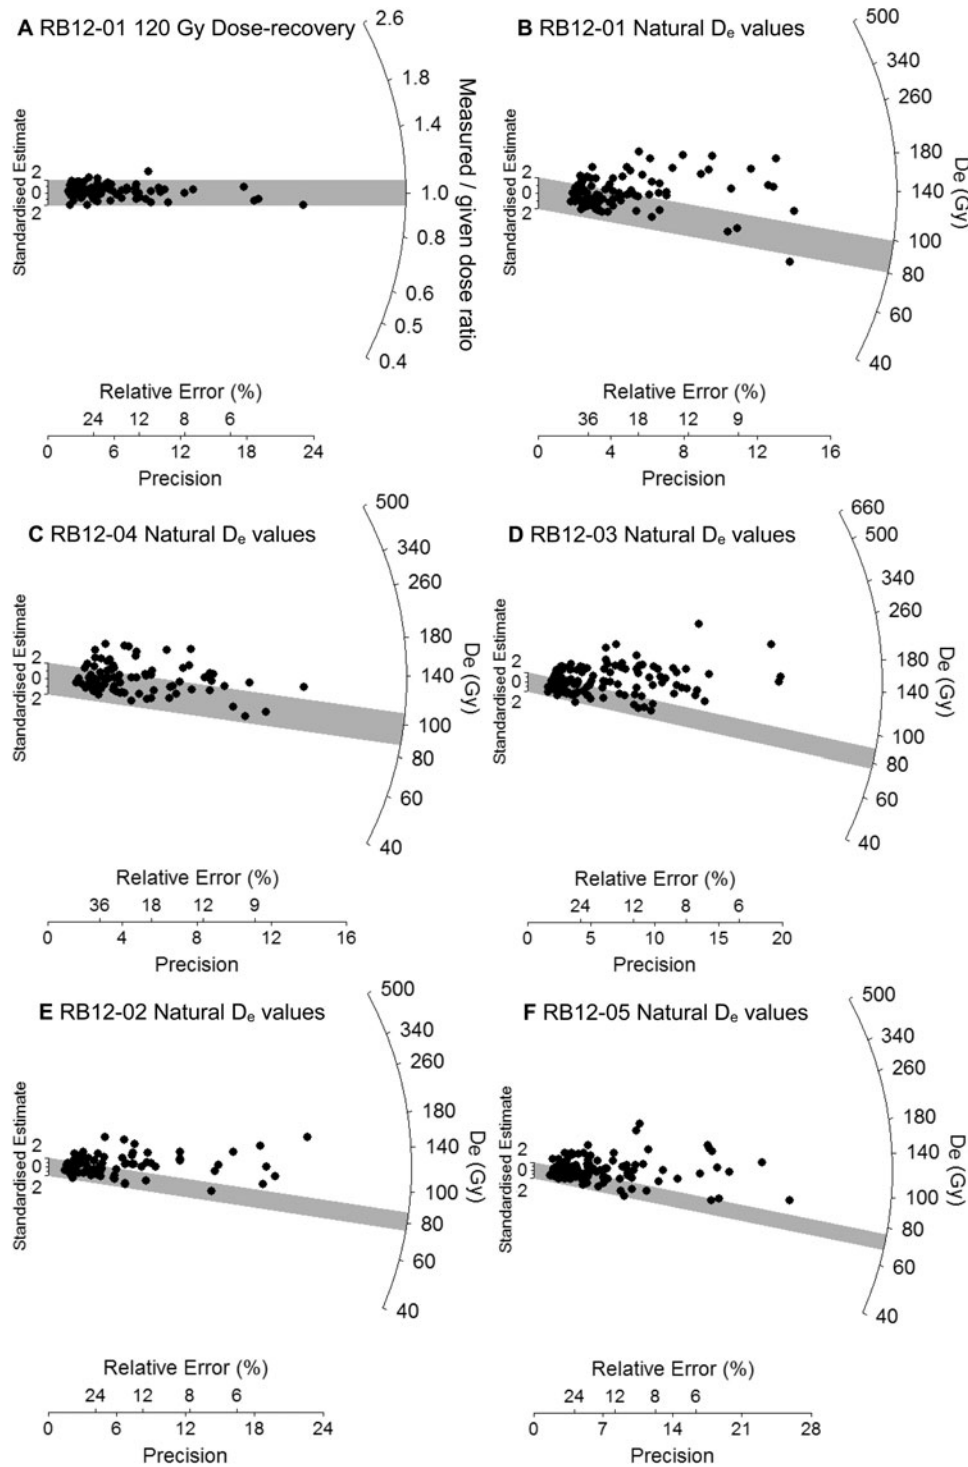 A RB12-01 120 Gy Dose-recovery
2.6
1.8
1.4
1.0
0.8
0.6
0.5
0.4
Measured / given dose ratio
Standardised Estimate
2
0
2
Relative Error (%)
24 12 8 6
0 6 12 18 24
Precision
B RB12-01 Natural De values
500
340
260
180
140
100
80
60
40
De (Gy)
Standardised Estimate
2
0
2
Relative Error (%)
36 18 12 9
0 4 8 12 16
Precision
C RB12-04 Natural De values
500
340
260
180
140
100
80
60
40
De (Gy)
Standardised Estimate
2
0
2
Relative Error (%)
36 18 12 9
0 4 8 12 16
Precision
D RB12-03 Natural De values
660
500
340
260
180
140
100
80
60
40
De (Gy)
Standardised Estimate
2
0
2
Relative Error (%)
24 12 8 6
0 5 10 15 20
Precision
E RB12-02 Natural De values
500
340
260
180
140
100
80
60
40
De (Gy)
Standardised Estimate
2
0
2
Relative Error (%)
24 12 8 6
0 6 12 18 24
Precision
F RB12-05 Natural De values
500
340
260
180
140
100
80
60
40
De (Gy)
Standardised Estimate
2
0
2
Relative Error (%)
24 12 8 6
0 7 14 21 28
Precision